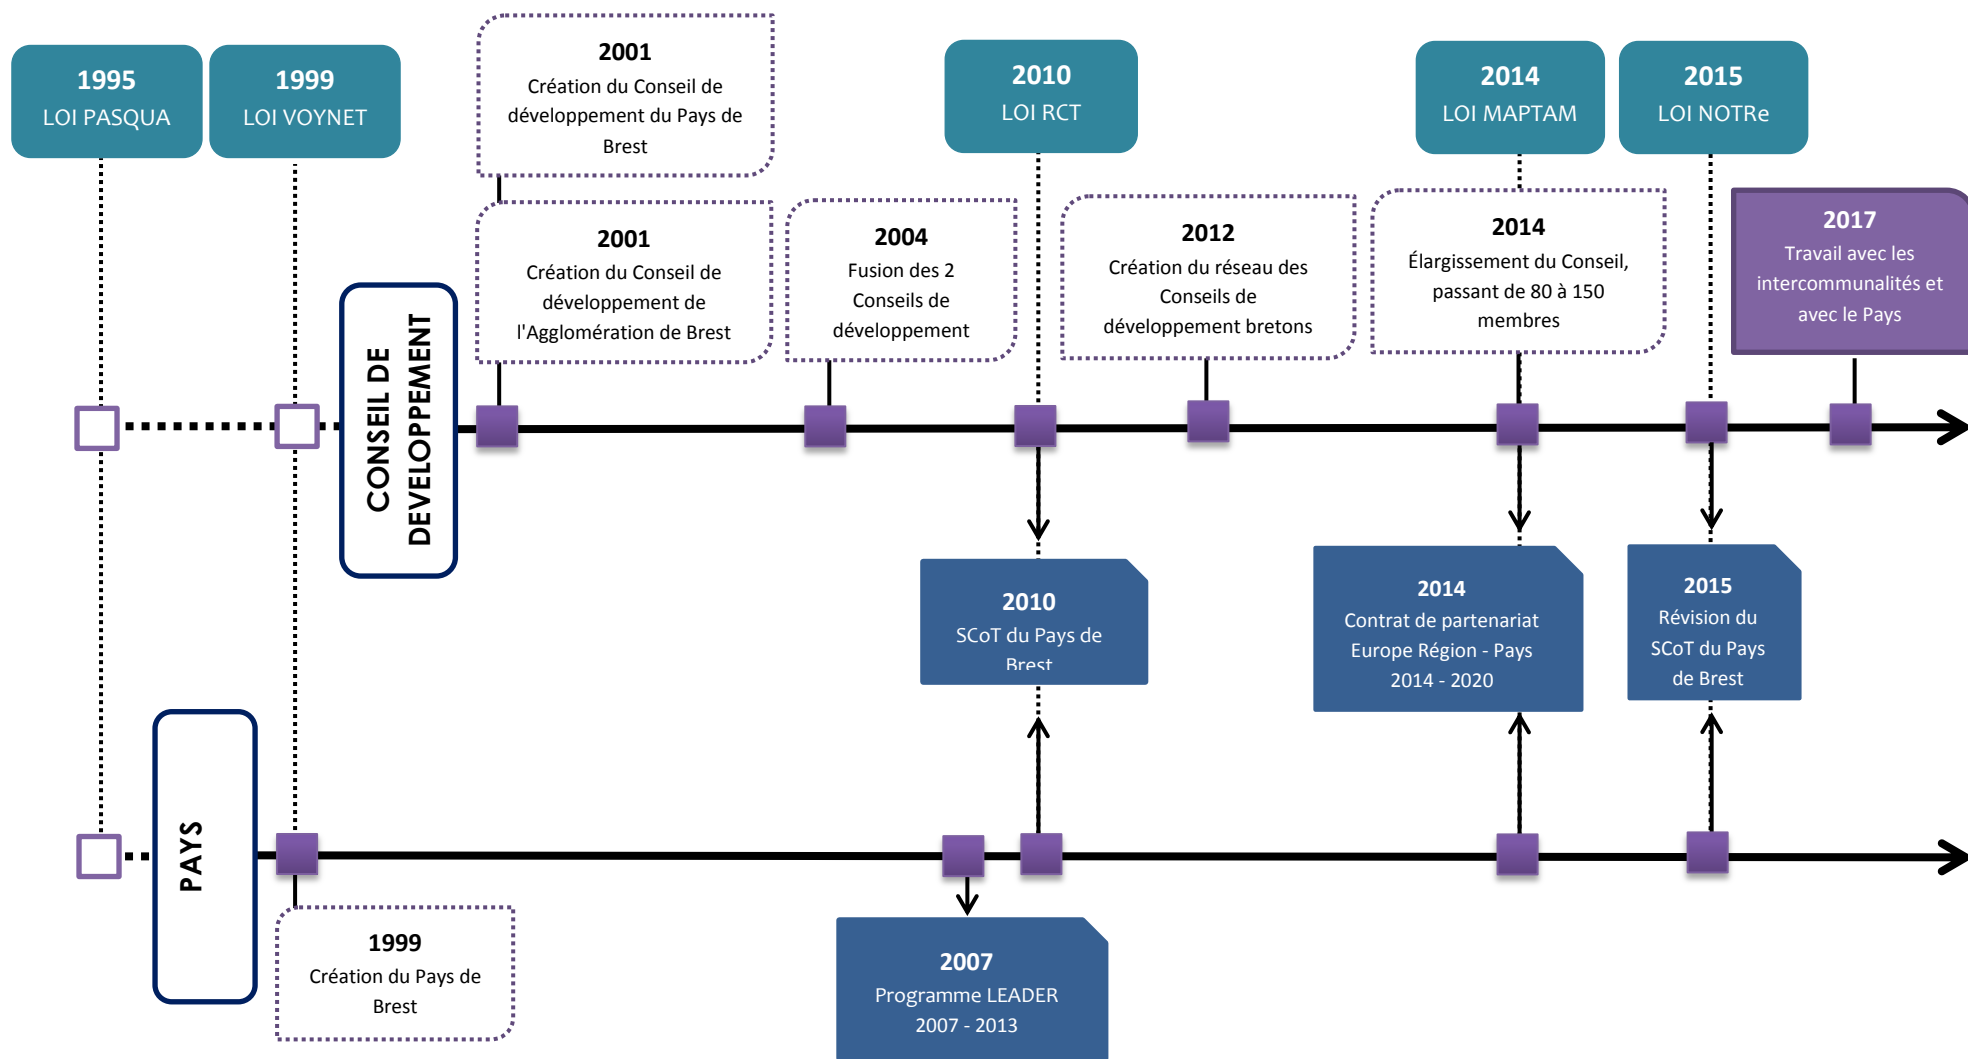 1995
LOI PASQUA
1999
LOI VOYNET
2001
Création du Conseil de
développement du Pays de
Brest
2010
LOI RCT
2014
LOI MAPTAM
2015
LOI NOTRe
2001
Création du Conseil de
développement de
l'Agglomération de Brest
2004
Fusion des 2
Conseils de
développement
2012
Création du réseau des
Conseils de
développement bretons
2014
Élargissement du Conseil,
passant de 80 à 150
membres
2017
Travail avec les
intercommunalités et
avec le Pays
CONSEIL DE
DEVELOPPEMENT
2010
SCoT du Pays de
Brest
2014
Contrat de partenariat
Europe Région - Pays
2014 - 2020
2015
Révision du
SCoT du Pays
de Brest
PAYS
1999
Création du Pays de
Brest
2007
Programme LEADER
2007 - 2013